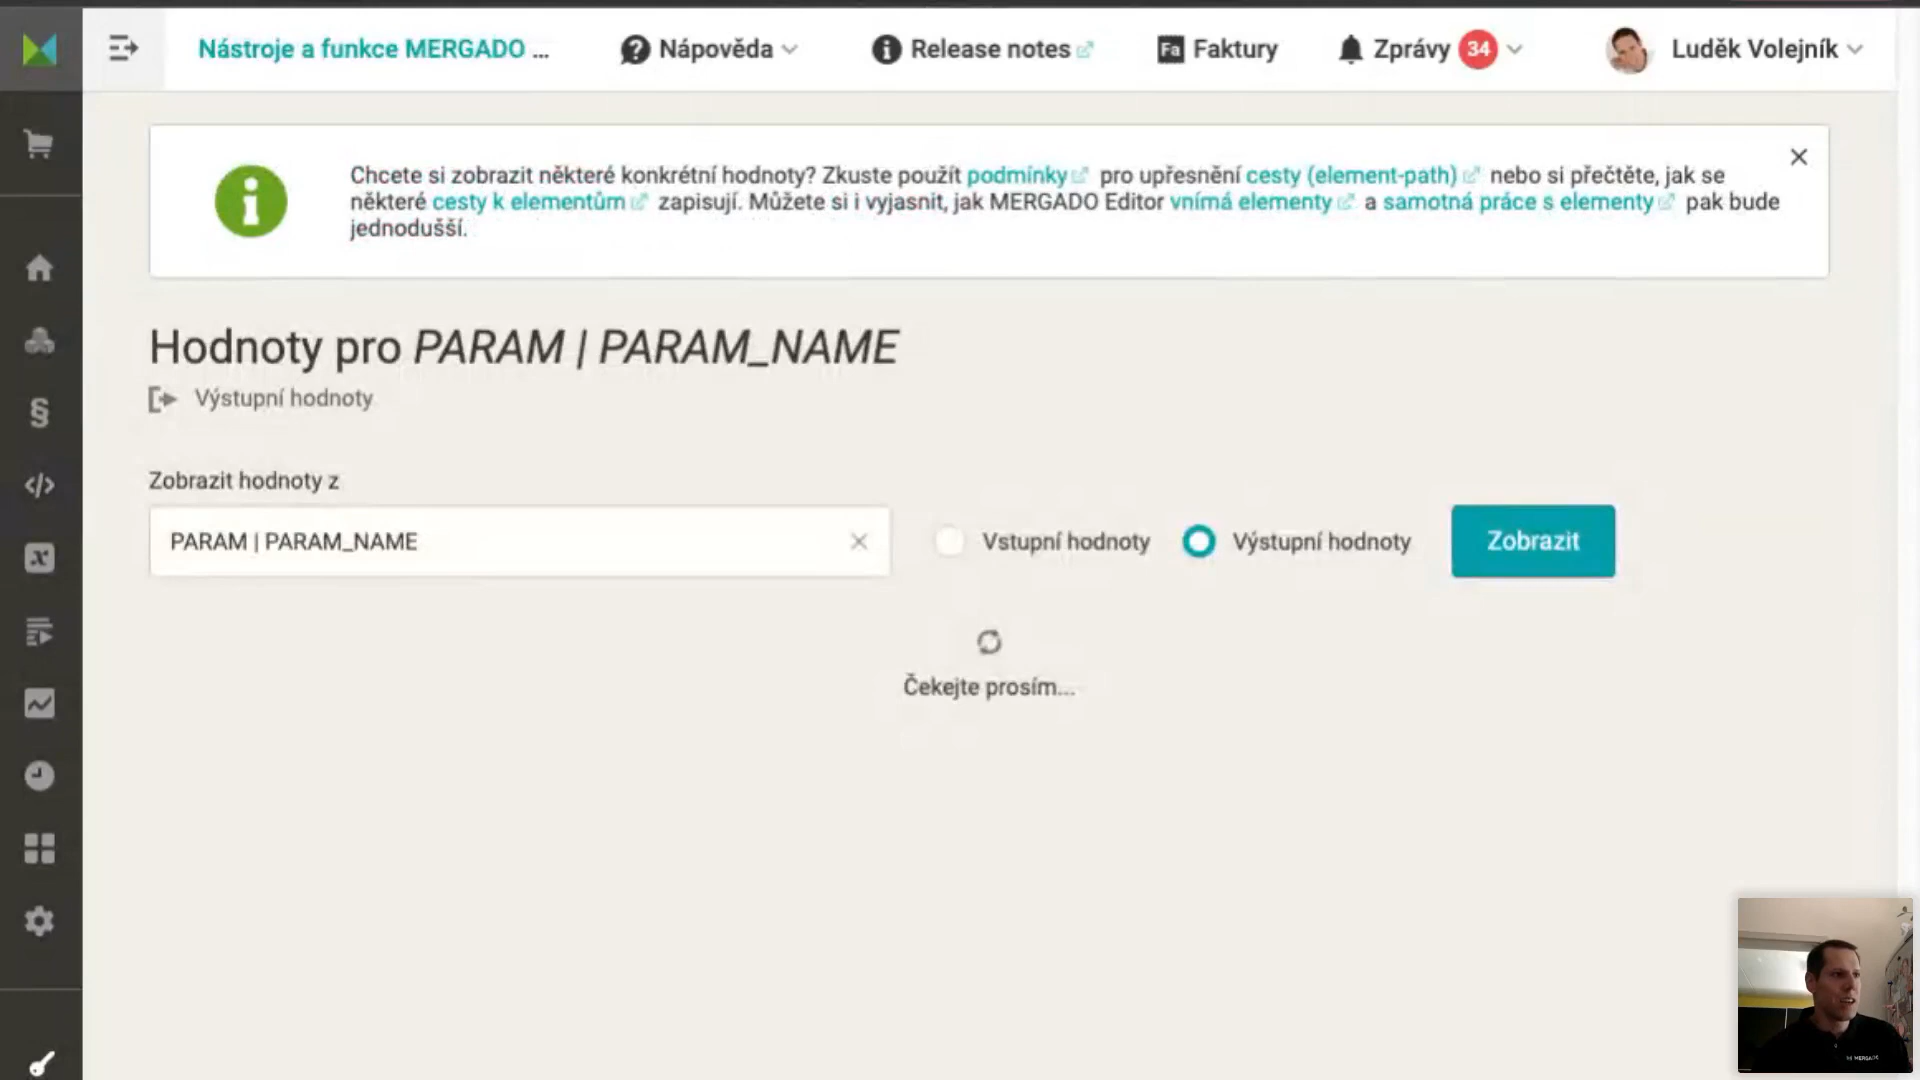 Nástroje a funkce MERGADO ...
Nápověda
Release notes
Fa Faktury
Zprávy 34
Luděk Volejník
Chcete si zobrazit některé konkrétní hodnoty? Zkuste použít podmínky pro upřesnění cesty (element-path) nebo si přečtěte, jak se
některé cesty k elementům zapisují. Můžete si i vyjasnit, jak MERGADO Editor vnímá elementy a samotná práce s elementy pak bude
jednodušší.
Hodnoty pro PARAM | PARAM_NAME
Výstupní hodnoty
Zobrazit hodnoty z
PARAM | PARAM_NAME
Vstupní hodnoty
Výstupní hodnoty
Zobrazit
Čekejte prosím...
MERGADO